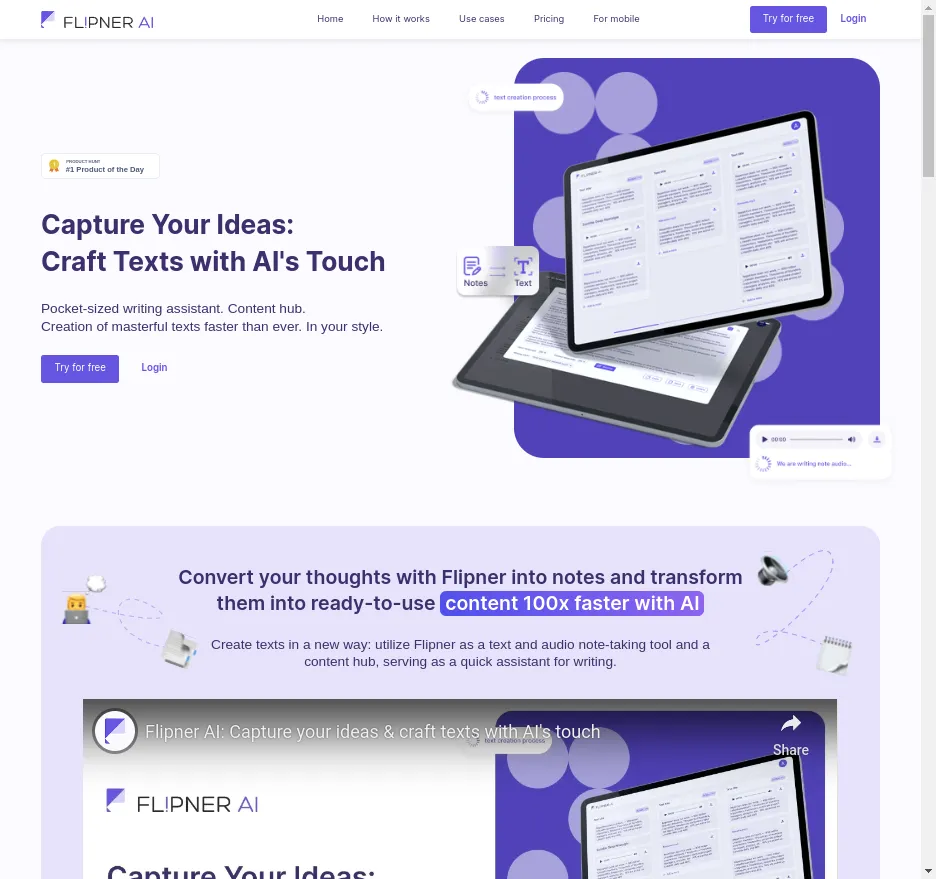 FL!PNER AI
Home
How it works
Use cases
Pricing
For mobile
Try for free
Login
text creation process
PRODUCT HUNT
#1 Product of the Day
Capture Your Ideas:
Craft Texts with AI's Touch
Notes
Text
Pocket-sized writing assistant. Content hub.
Creation of masterful texts faster than ever. In your style.
Try for free
Login
00:00
We are writing note audio...
Convert your thoughts with Flipner into notes and transform
them into ready-to-use content 100x faster with AI
Create texts in a new way: utilize Flipner as a text and audio note-taking tool and a
content hub, serving as a quick assistant for writing.
Flipner AI: Capture your ideas & craft texts with AI's touch
Share
text creation process
FL!PNER AI
Capture Your Ideas: